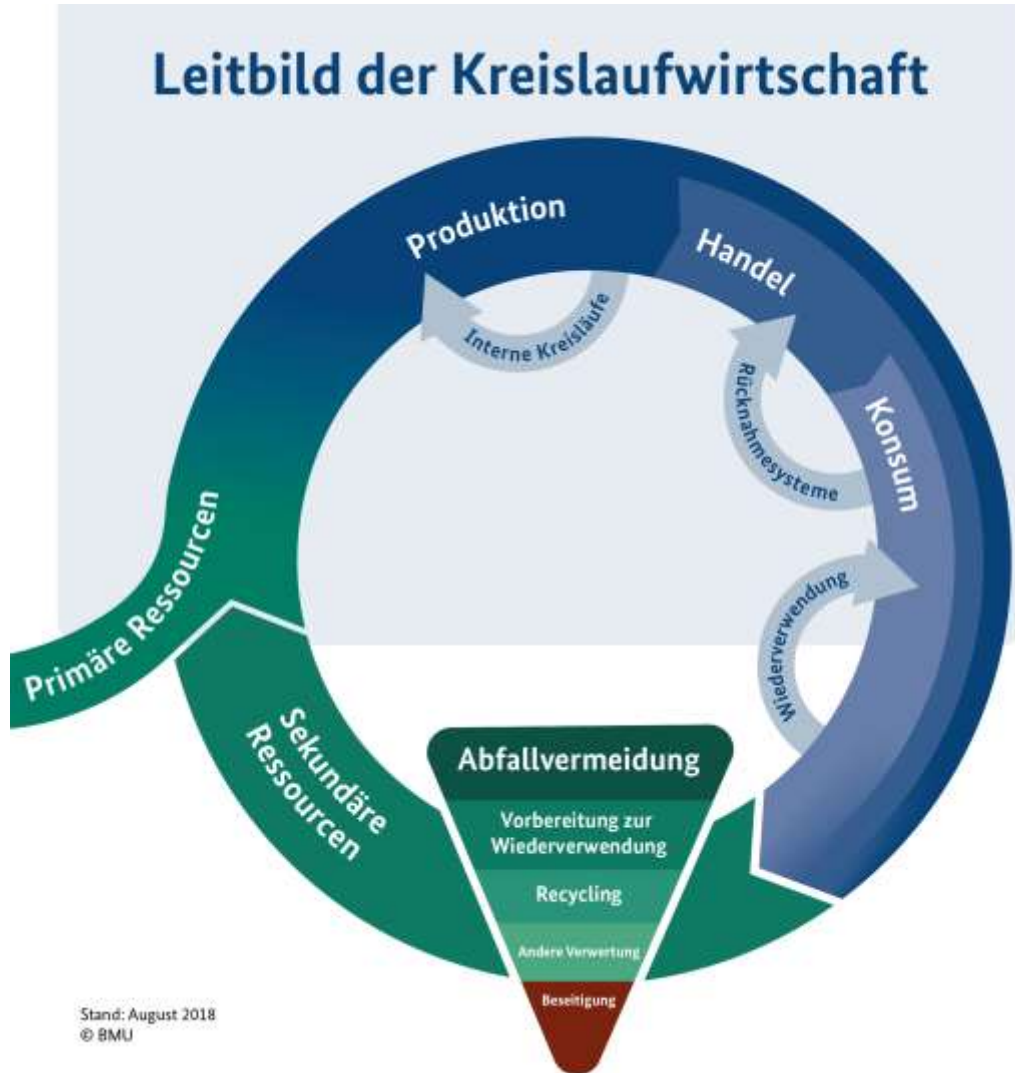 Leitbild der Kreislaufwirtschaft
Produktion
Handel
Interne Kreisläufe
Rücknahmesysteme
Konsum
Wiederverwendung
Primäre Ressourcen
Sekundäre
Ressourcen
Abfallvermeidung
Vorbereitung zur
Wiederverwendung
Recycling
Andere Verwertung
Beseitigung
Stand: August 2018
© BMU